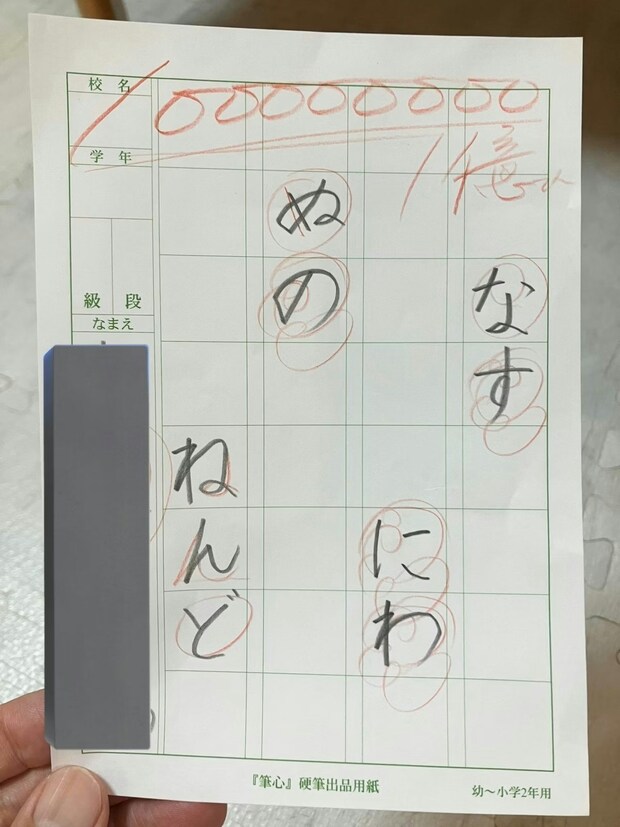 100000000
1億
なす
にわ
ぬの
ねんど
校名
学年
級 段
なまえ
『筆心』硬筆出品用紙
幼〜小学2年用